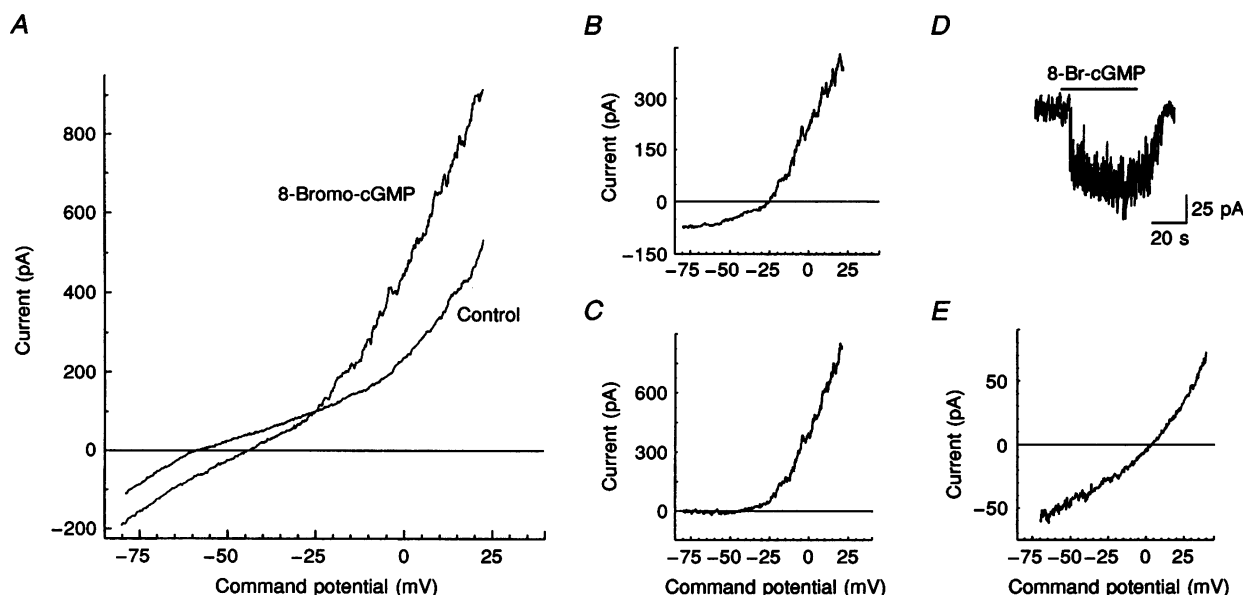 A
800
600
400
200
0
−200
−75
−50
−25
0
25
Current (pA)
Command potential (mV)
8-Bromo-cGMP
Control
B
300
150
0
−150
−75
−50
−25
0
25
Current (pA)
C
600
300
0
−75
−50
−25
0
25
Current (pA)
Command potential (mV)
D
8-Br-cGMP
25 pA
20 s
E
50
0
−50
−75
−50
−25
0
25
Current (pA)
Command potential (mV)